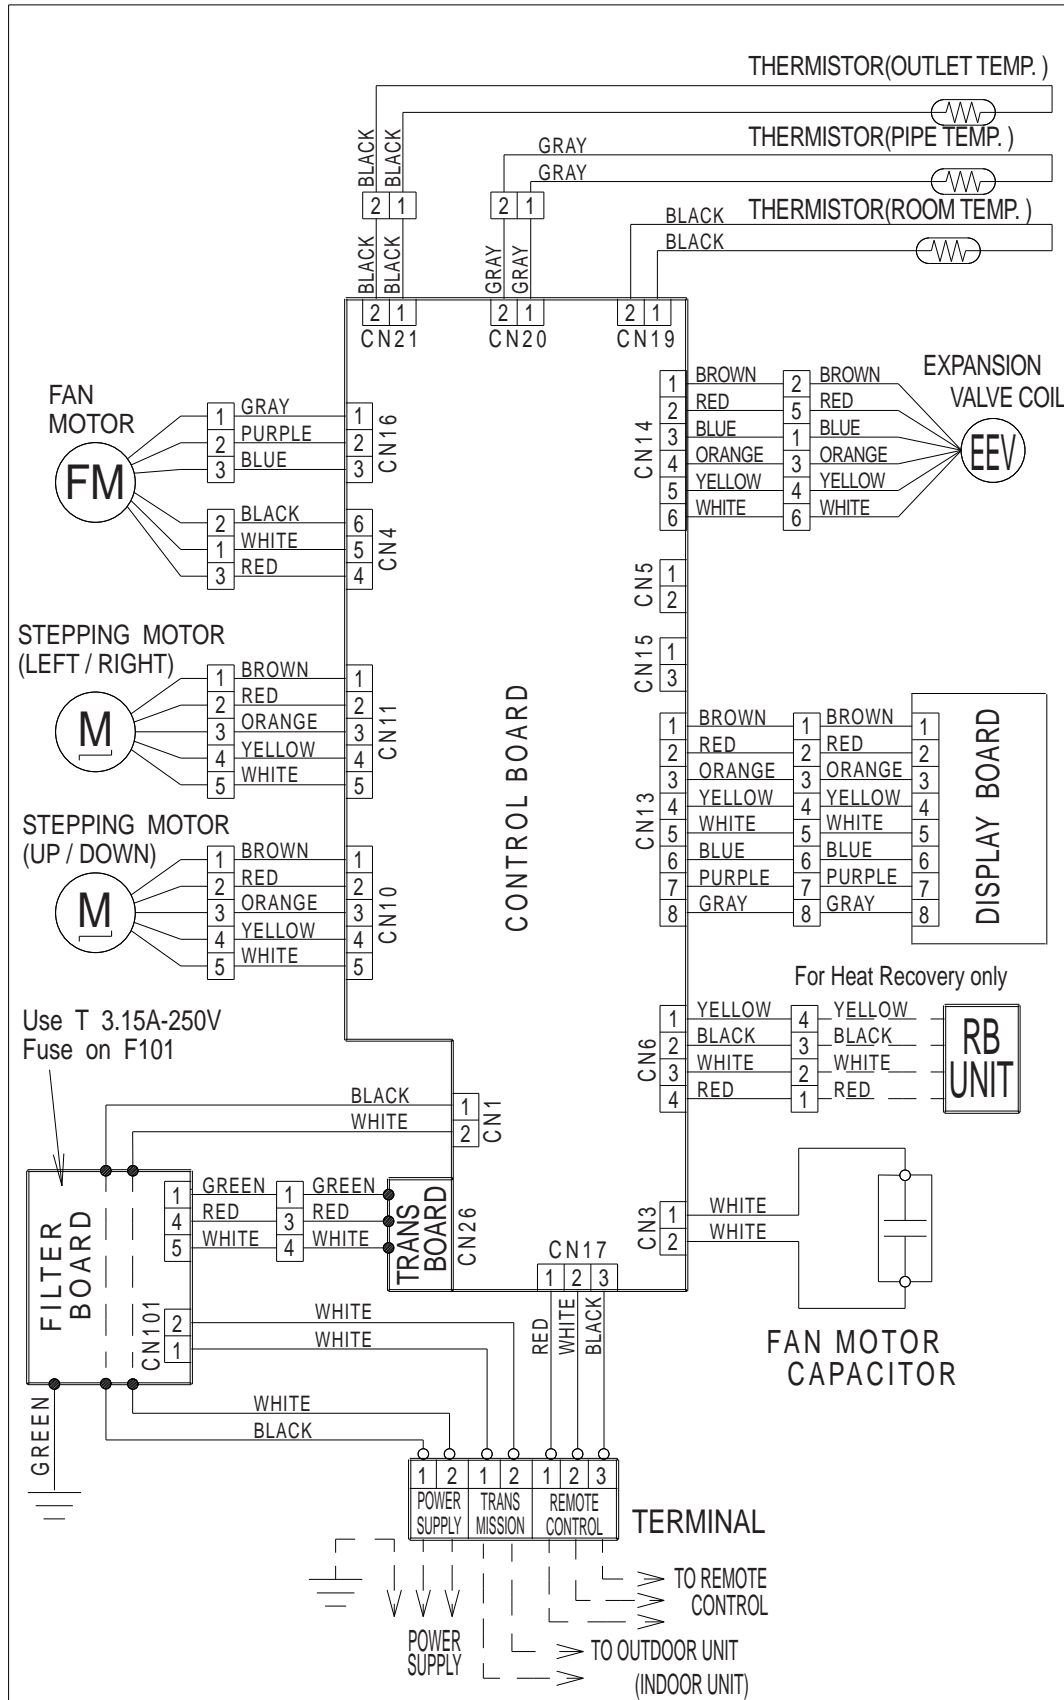 THERMISTOR(OUTLET TEMP. )
BLACK
BLACK
THERMISTOR(PIPE TEMP. )
GRAY
GRAY
2 1
2 1
THERMISTOR(ROOM TEMP. )
BLACK
BLACK
BLACK
BLACK
GRAY
GRAY
2 1
CN21
2 1
CN20
2 1
CN19
FAN
MOTOR
FM
1 GRAY 1
2 PURPLE 2
3 BLUE 3
CN16
2 BLACK 6
1 WHITE 5
3 RED 4
CN4
EXPANSION
VALVE COIL
EEV
CN14
1 BROWN 2 BROWN
2 RED 5 RED
3 BLUE 1 BLUE
4 ORANGE 3 ORANGE
5 YELLOW 4 YELLOW
6 WHITE 6 WHITE
CN5
1
2
CN15
1
3
STEPPING MOTOR
(LEFT / RIGHT)
M
1 BROWN 1
2 RED 2
3 ORANGE 3
4 YELLOW 4
5 WHITE 5
CN11
CONTROL BOARD
CN13
1 BROWN 1 BROWN 1
2 RED 2 RED 2
3 ORANGE 3 ORANGE 3
4 YELLOW 4 YELLOW 4
5 WHITE 5 WHITE 5
6 BLUE 6 BLUE 6
7 PURPLE 7 PURPLE 7
8 GRAY 8 GRAY 8
DISPLAY BOARD
STEPPING MOTOR
(UP / DOWN)
M
1 BROWN 1
2 RED 2
3 ORANGE 3
4 YELLOW 4
5 WHITE 5
CN10
For Heat Recovery only
CN6
1 YELLOW 4 YELLOW
2 BLACK 3 BLACK
3 WHITE 2 WHITE
4 RED 1 RED
RB
UNIT
Use T 3.15A-250V
Fuse on F101
BLACK 1
WHITE 2
CN1
FILTER
BOARD
1 GREEN 1 GREEN
4 RED 3 RED
5 WHITE 4 WHITE
TRANS
BOARD
CN26
CN3
1 WHITE
2 WHITE
FAN MOTOR
CAPACITOR
CN17
1 2 3
RED
WHITE
BLACK
CN101
2 WHITE
1 WHITE
WHITE
BLACK
GREEN
1 2 1 2 1 2 3
POWER
SUPPLY
TRANS
MISSION
REMOTE
CONTROL
TERMINAL
TO REMOTE
CONTROL
POWER
SUPPLY
TO OUTDOOR UNIT
(INDOOR UNIT)